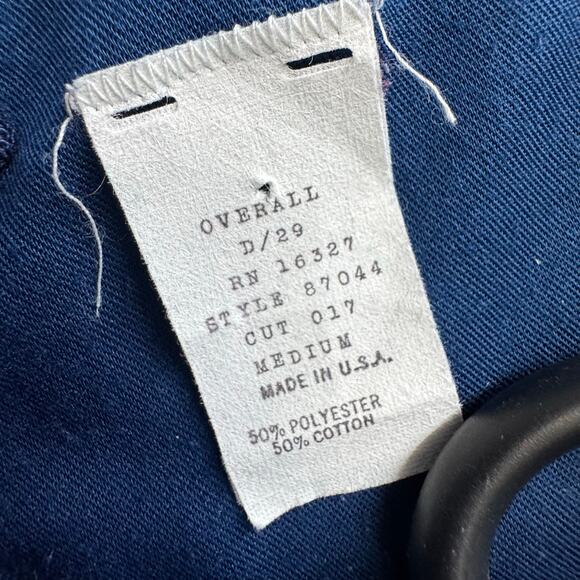 OVERALL
D/29
RN 16327
STYLE 87044
CUT 017
MEDIUM
MADE IN U.S.A.
50% POLYESTER
50% COTTON